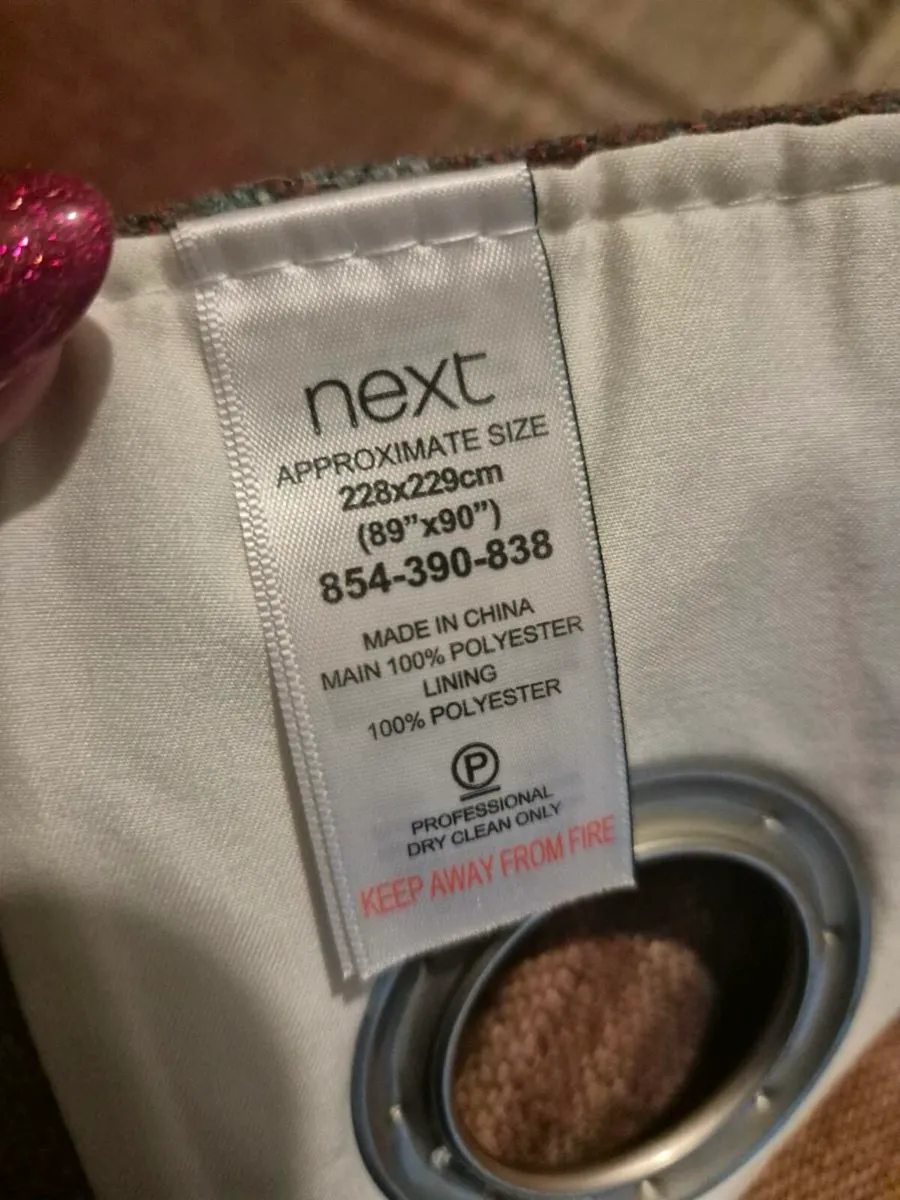 next
APPROXIMATE SIZE
228x229cm
(89”x90”)
854-390-838
MADE IN CHINA
MAIN 100% POLYESTER
LINING
100% POLYESTER
P
PROFESSIONAL
DRY CLEAN ONLY
KEEP AWAY FROM FIRE